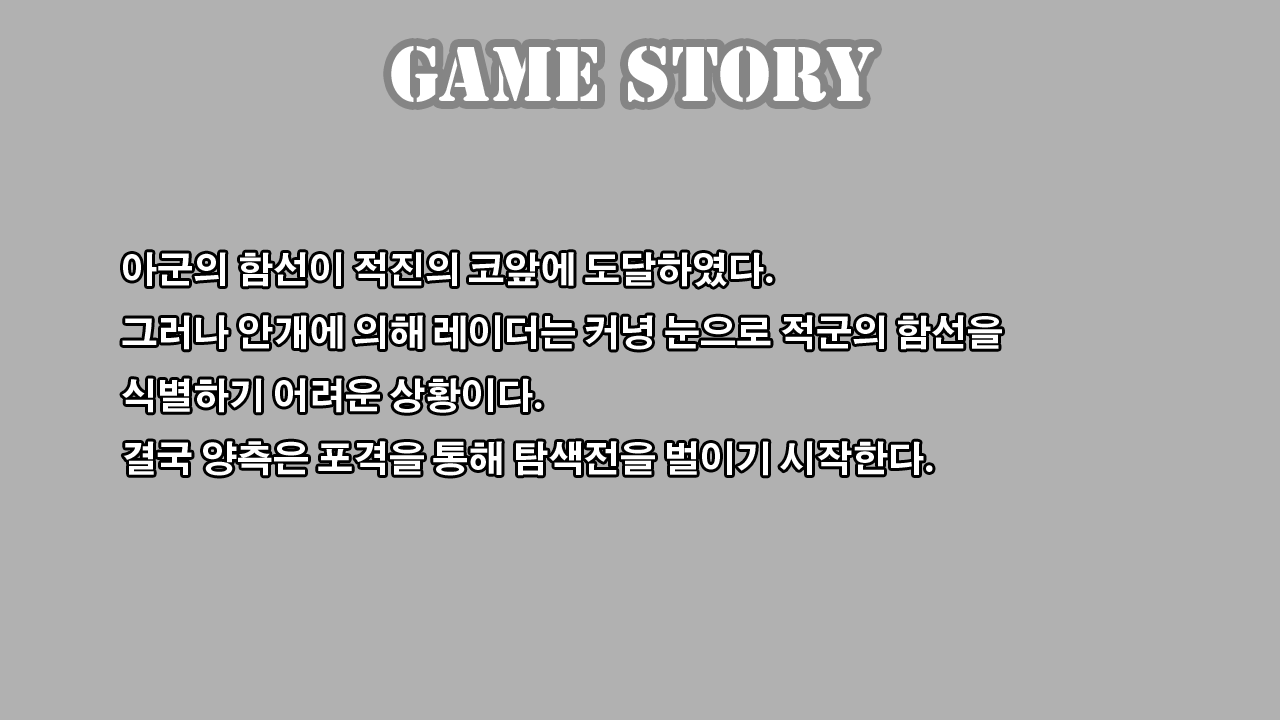 GAME STORY
아군의 함선이 적진의 코앞에 도달하였다.
그러나 안개에 의해 레이더는 커녕 눈으로 적군의 함선을
식별하기 어려운 상황이다.
결국 양측은 포격을 통해 탐색전을 벌이기 시작한다.